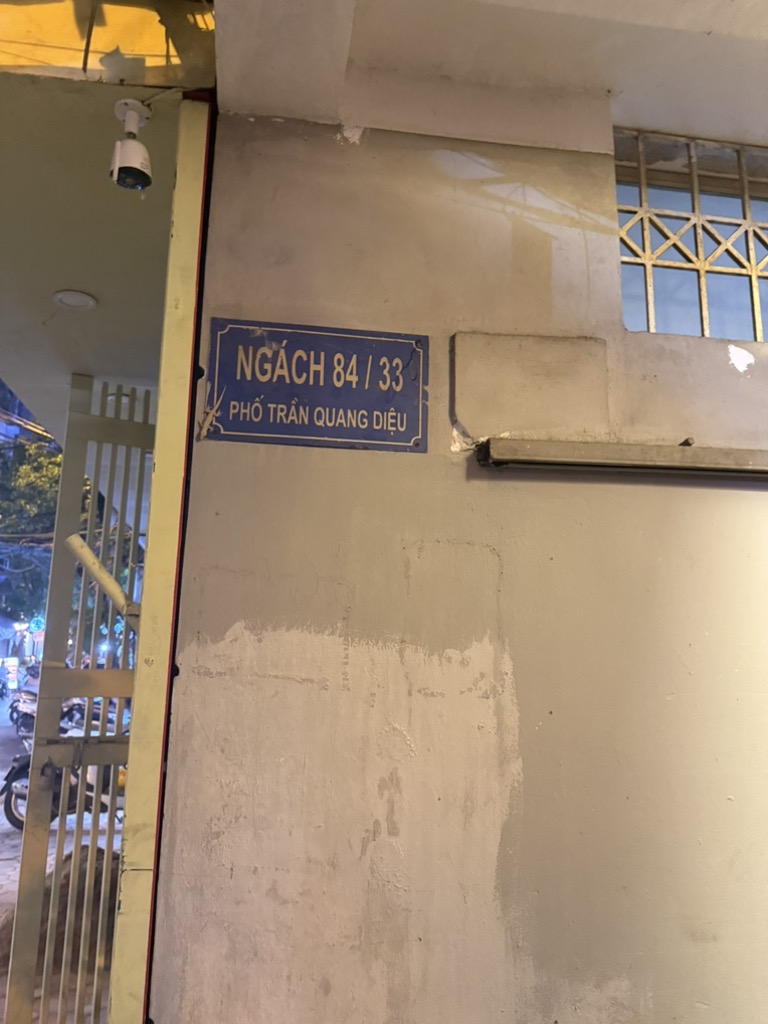 NGÁCH 84 / 33
PHỐ TRẦN QUANG DIỆU